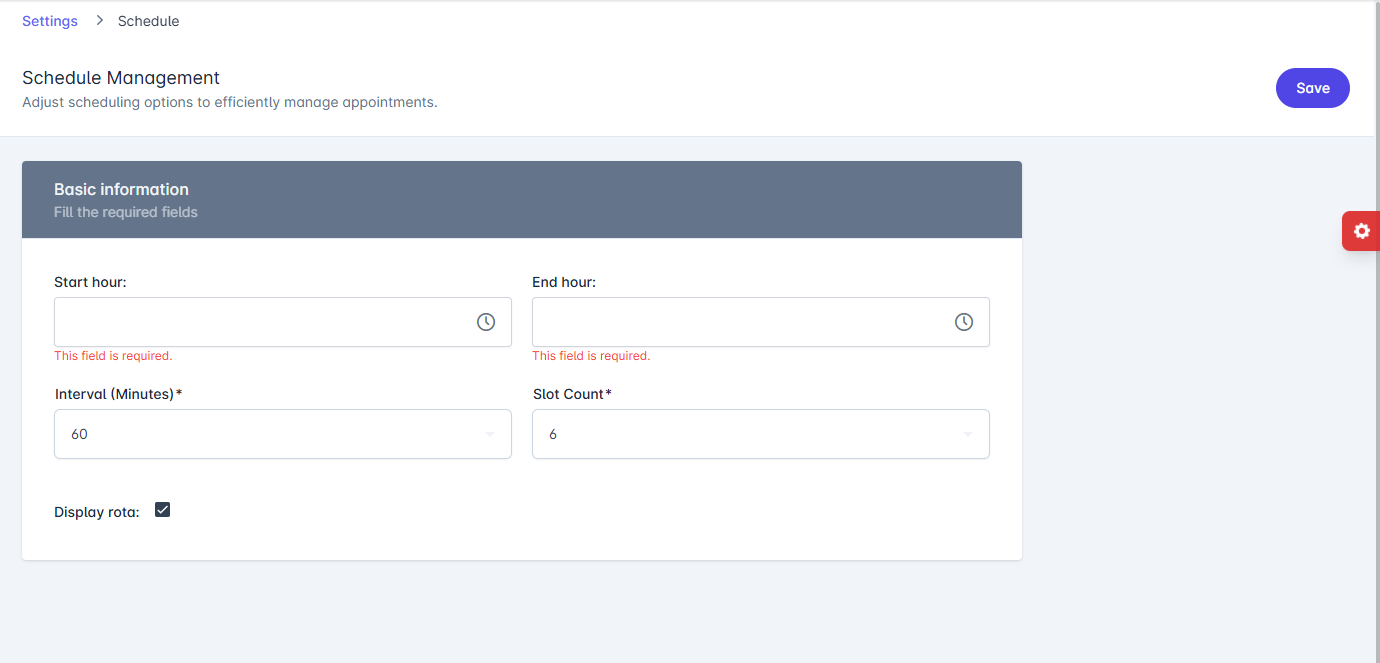 Settings > Schedule
Schedule Management
Adjust scheduling options to efficiently manage appointments.
Save
Basic information
Fill the required fields
Start hour:
End hour:
This field is required.
This field is required.
Interval (Minutes)*
Slot Count*
60
6
Display rota: